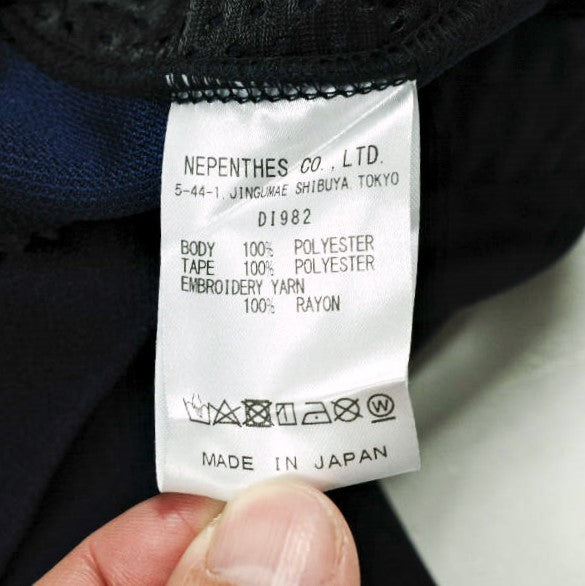 NEPENTHES CO.,LTD.
5-44-1, JINGUMAE SHIBUYA TOKYO
DI982
BODY 100% POLYESTER
TAPE 100% POLYESTER
EMBROIDERY YARN
100% RAYON
W
MADE IN JAPAN